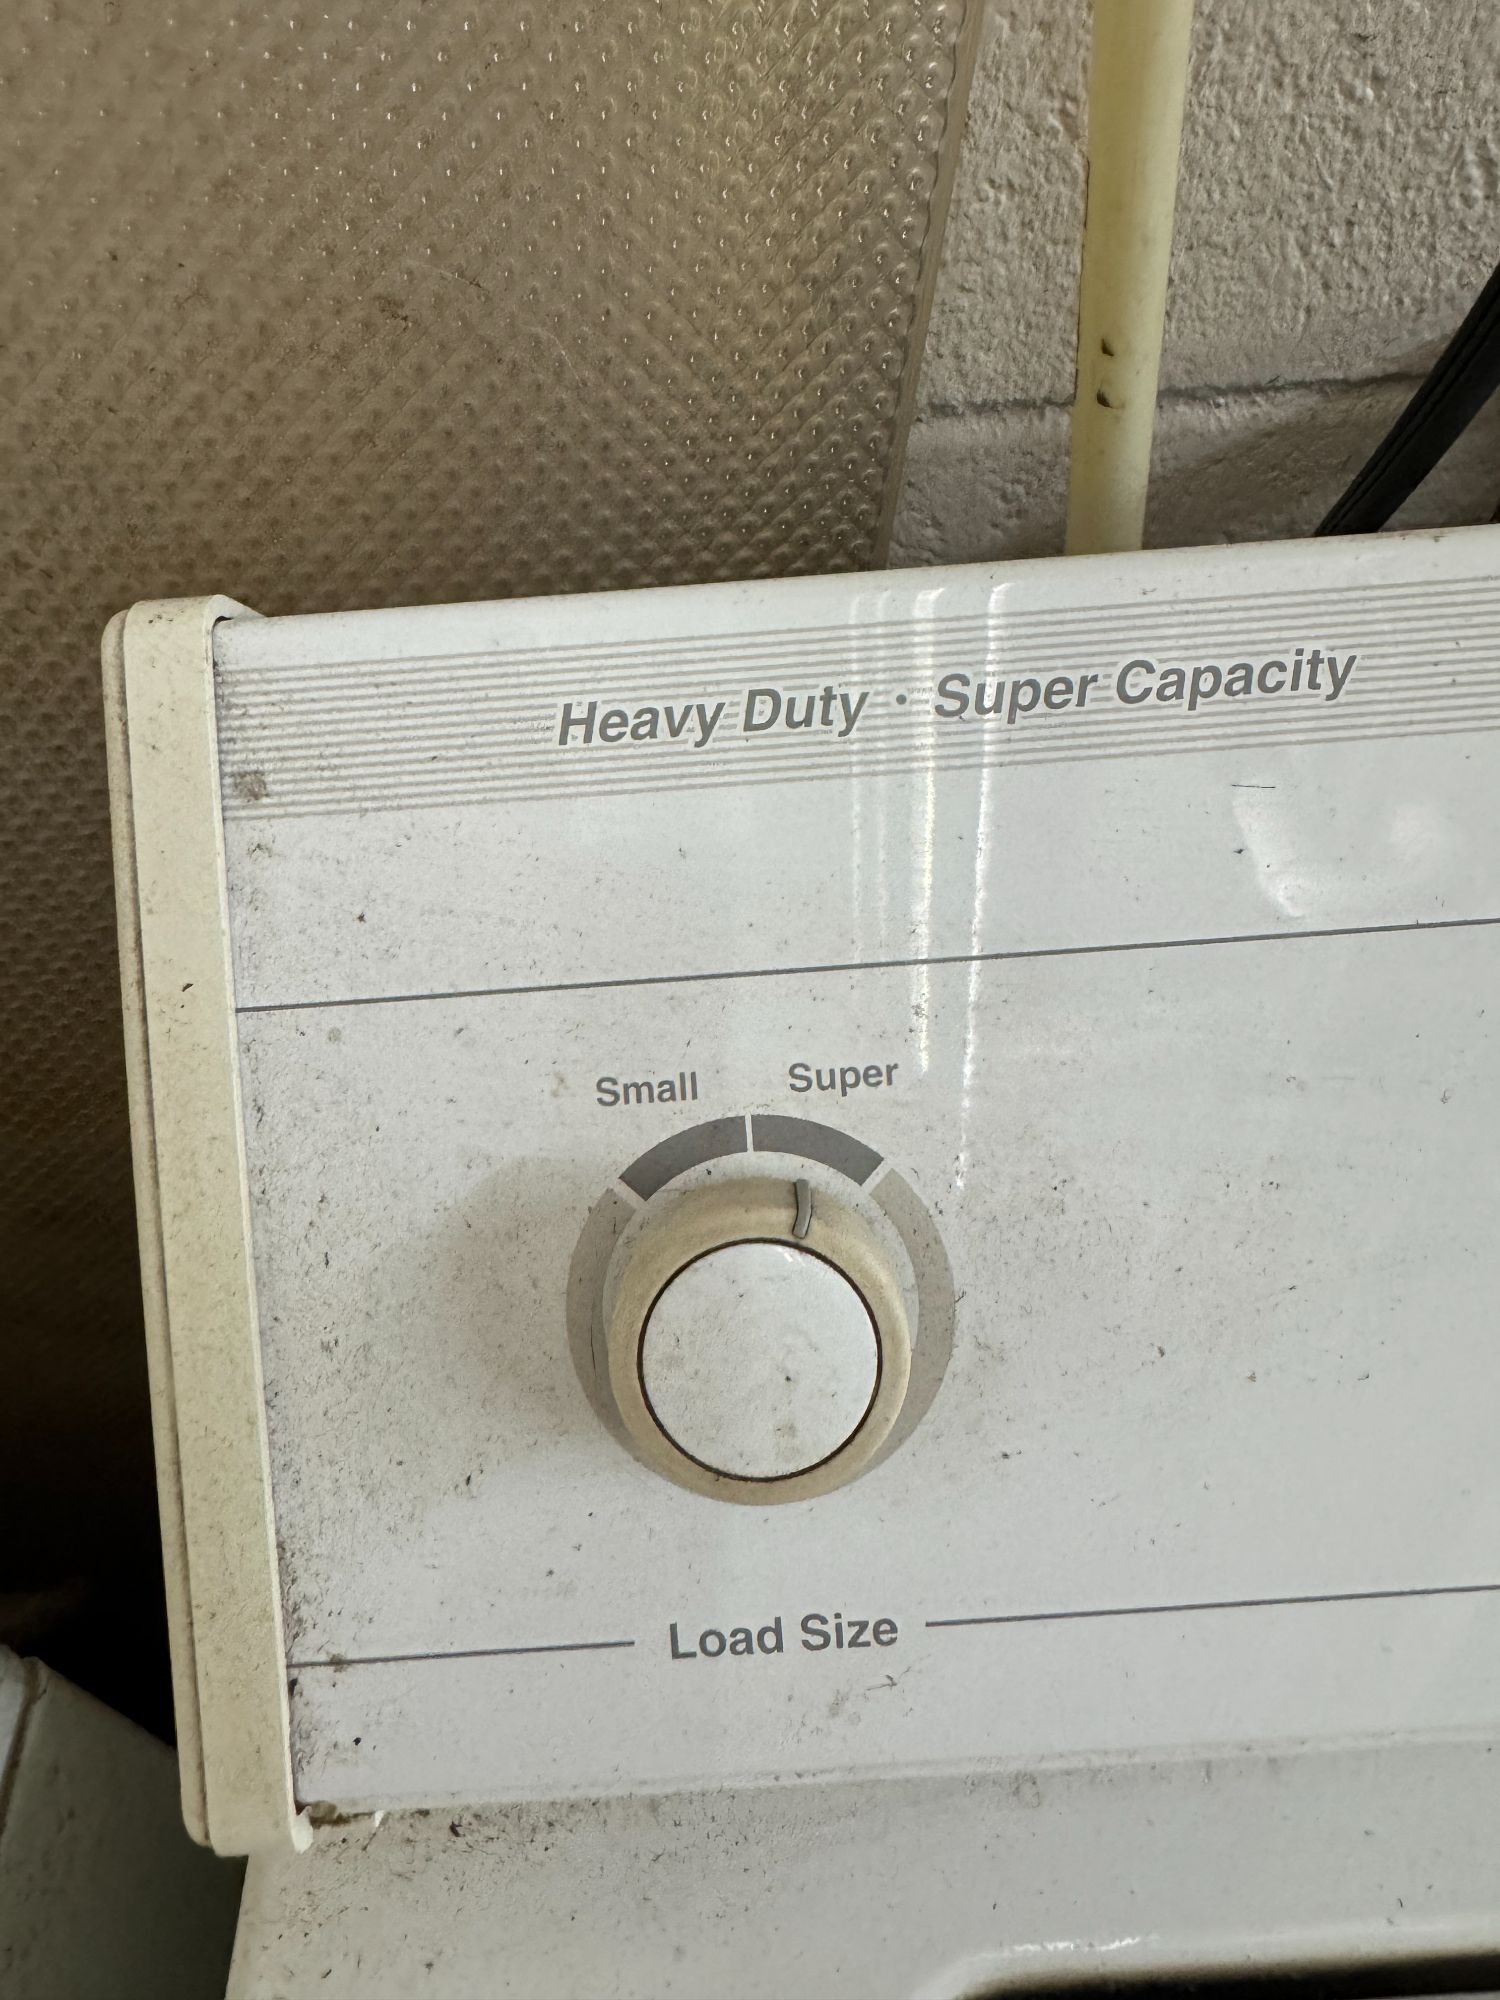 Heavy Duty · Super Capacity
Small Super
Load Size